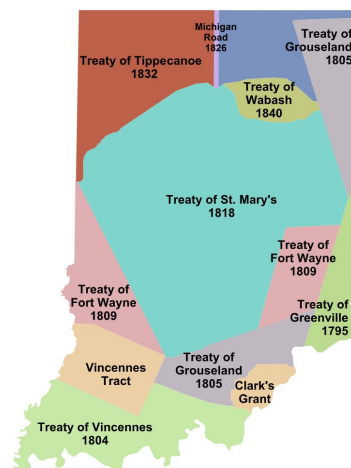 Michigan
Road
1826
Treaty of
Grouseland
1805
Treaty of Tippecanoe
1832
Treaty of
Wabash
1840
Treaty of St. Mary's
1818
Treaty of
Fort Wayne
1809
Treaty of
Fort Wayne
1809
Treaty of
Greenville
1795
Vincennes
Tract
Treaty of
Grouseland
1805
Clark's
Grant
Treaty of Vincennes
1804